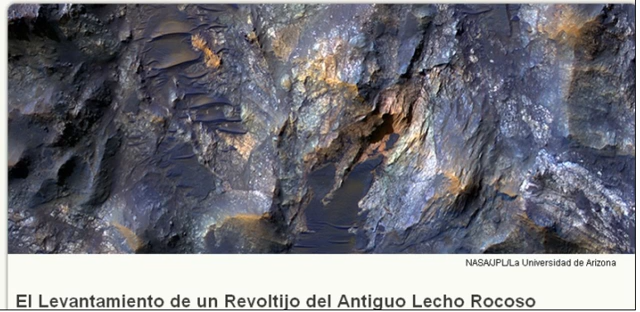 NASA/JPL/La Universidad de Arizona
El Levantamiento de un Revoltijo del Antiguo Lecho Rocoso